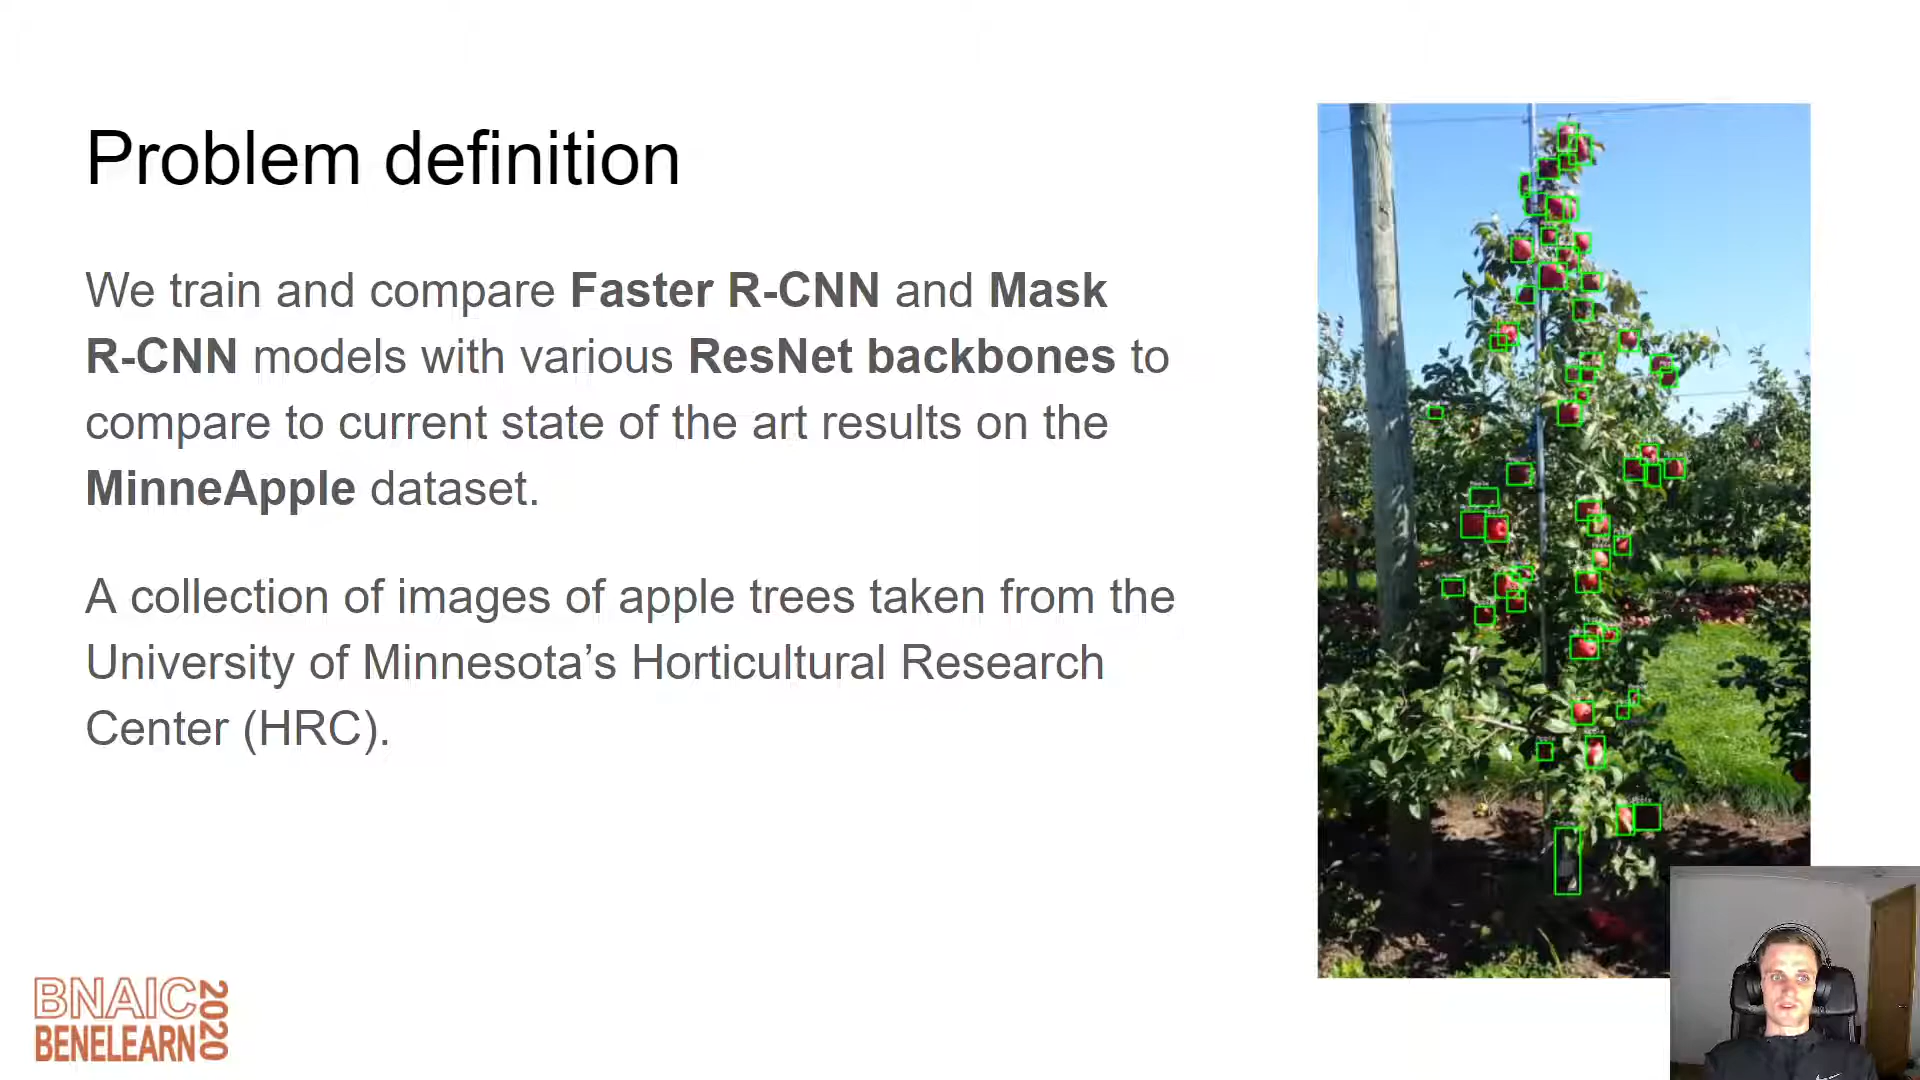 Problem definition
We train and compare Faster R-CNN and Mask
R-CNN models with various ResNet backbones to
compare to current state of the art results on the
MinneApple dataset.
A collection of images of apple trees taken from the
University of Minnesota’s Horticultural Research
Center (HRC).
BNAIC
BENELEARN
2020